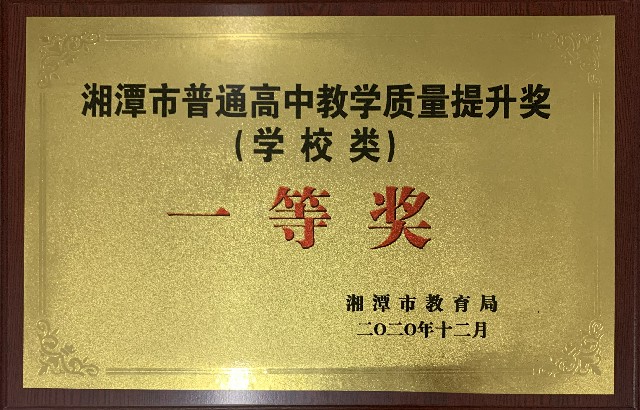 湘潭市普通高中教学质量提升奖
(学校类)
一等奖
湘潭市教育局
二〇二〇年十二月